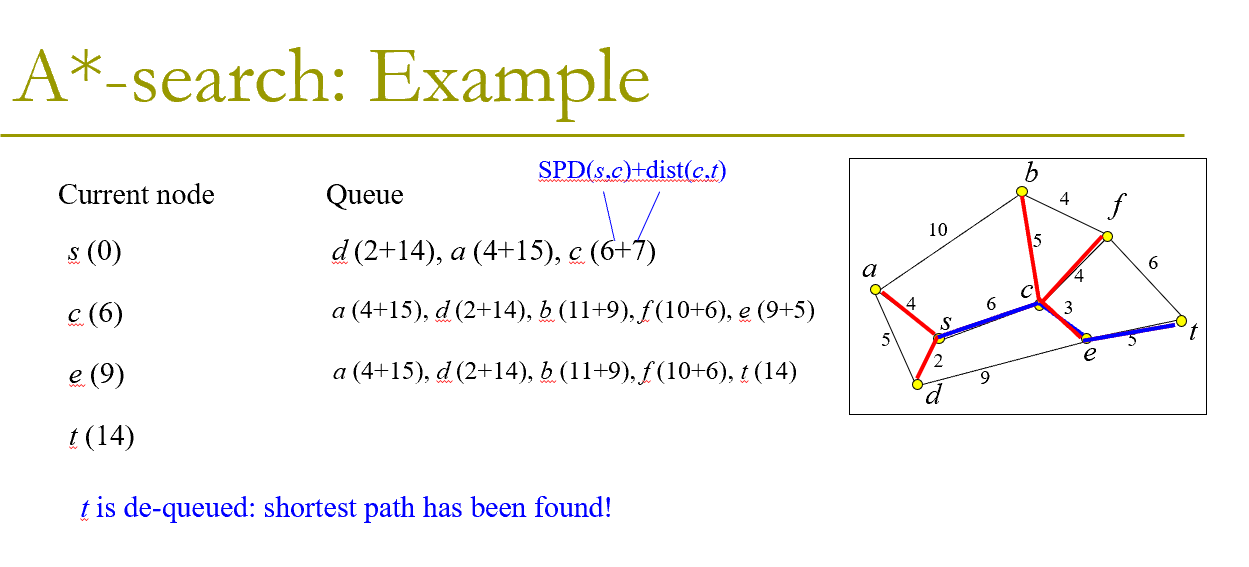 A*-search: Example
SPD(s,c)+dist(c,t)
Current node Queue
s (0) d (2+14), a (4+15), c (6+7)
c (6) a (4+15), d (2+14), b (11+9), f (10+6), e (9+5)
e (9) a (4+15), d (2+14), b (11+9), f (10+6), t (14)
t (14)
t is de-queued: shortest path has been found!
b
4
f
10
5
6
a
4
c
4
6
3
s
t
5
5
2
e
9
d